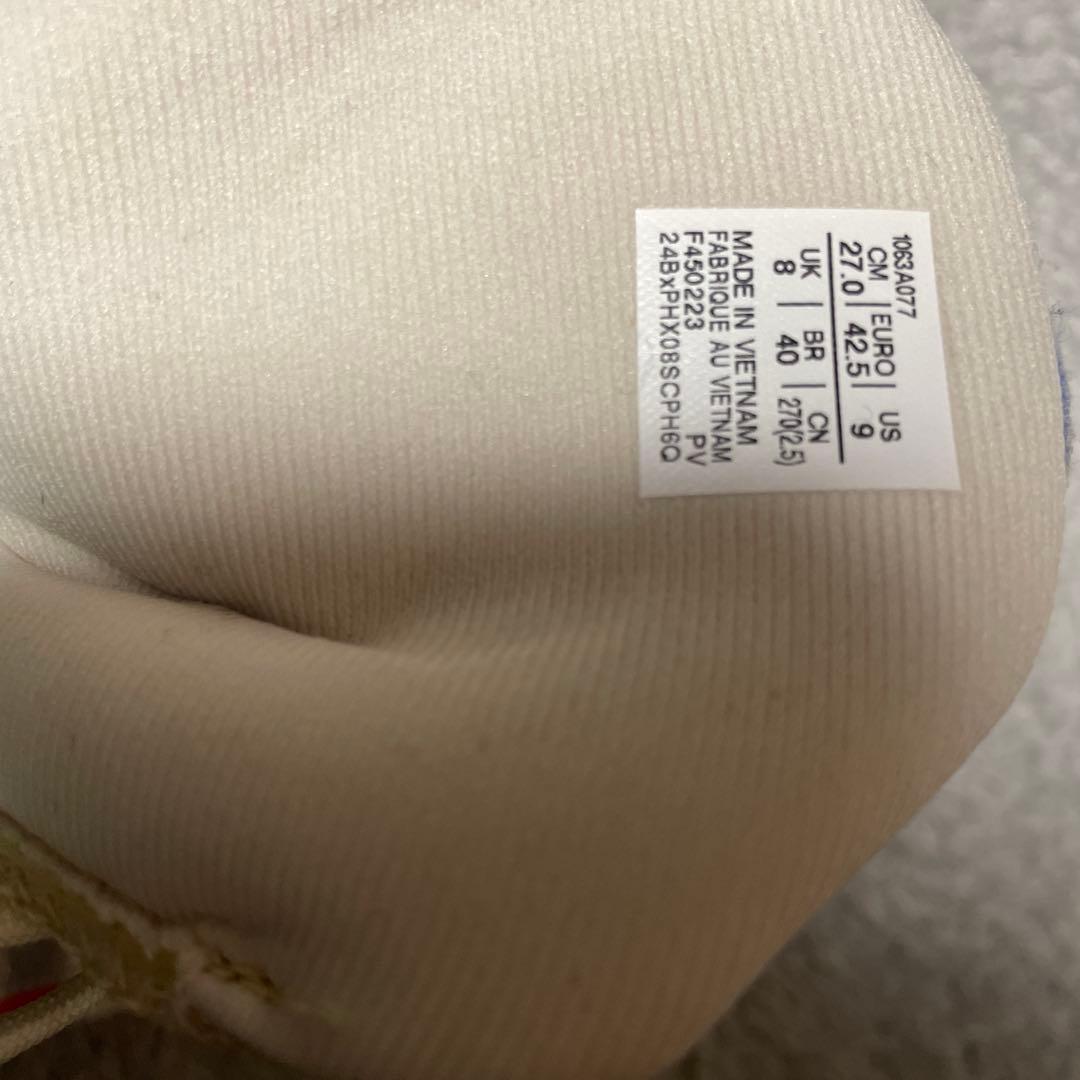 1063A077
CM | EURO | US
27.0 | 42.5 | 9
UK | BR | CN
8 | 40 | 270(2.5)
MADE IN VIETNAM
FABRIQUE AU VIETNAM
F450223 PV
24BxPHX08SCPH6Q